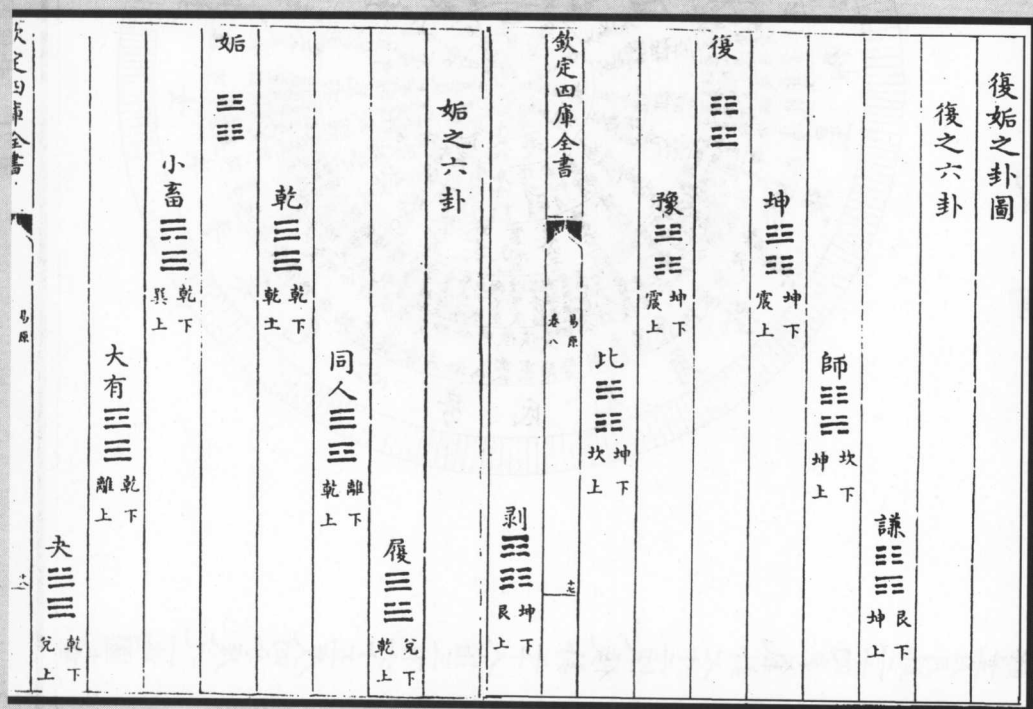 復姤之卦圖
復之六卦
謙
艮下
坤上
師
坎下
坤上
坤
坤下
震上
復
豫
坤下
震上
比
坤下
坎上
欽定四庫全書
易原
卷八
十七
剥
坤下
艮上
姤之六卦
履
兌下
乾上
同人
離下
乾上
乾
乾下
乾上
姤
小畜
乾下
巽上
大有
乾下
離上
夬
乾下
兌上
欽定四庫全書
易原